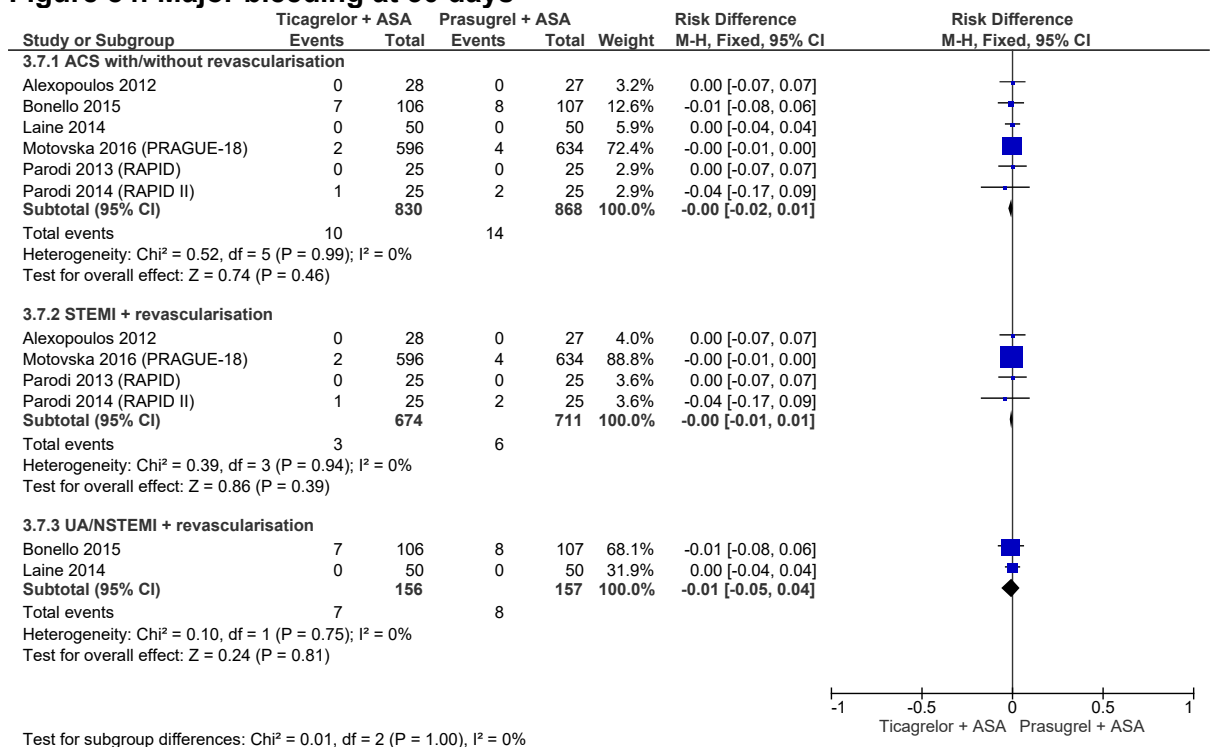 Ticagrelor + ASA Prasugrel + ASA Risk Difference Risk Difference
Study or Subgroup Events Total Events Total Weight M-H, Fixed, 95% CI M-H, Fixed, 95% CI
3.7.1 ACS with/without revascularisation
Alexopoulos 2012 0 28 0 27 3.2% 0.00 [-0.07, 0.07]
Bonello 2015 7 106 8 107 12.6% -0.01 [-0.08, 0.06]
Laine 2014 0 50 0 50 5.9% 0.00 [-0.04, 0.04]
Motovska 2016 (PRAGUE-18) 2 596 4 634 72.4% -0.00 [-0.01, 0.00]
Parodi 2013 (RAPID) 0 25 0 25 2.9% 0.00 [-0.07, 0.07]
Parodi 2014 (RAPID II) 1 25 2 25 2.9% -0.04 [-0.17, 0.09]
Subtotal (95% CI) 830 868 100.0% -0.00 [-0.02, 0.01]
Total events 10 14
Heterogeneity: Chi² = 0.52, df = 5 (P = 0.99); I² = 0%
Test for overall effect: Z = 0.74 (P = 0.46)
3.7.2 STEMI + revascularisation
Alexopoulos 2012 0 28 0 27 4.0% 0.00 [-0.07, 0.07]
Motovska 2016 (PRAGUE-18) 2 596 4 634 88.8% -0.00 [-0.01, 0.00]
Parodi 2013 (RAPID) 0 25 0 25 3.6% 0.00 [-0.07, 0.07]
Parodi 2014 (RAPID II) 1 25 2 25 3.6% -0.04 [-0.17, 0.09]
Subtotal (95% CI) 674 711 100.0% -0.00 [-0.01, 0.01]
Total events 3 6
Heterogeneity: Chi² = 0.39, df = 3 (P = 0.94); I² = 0%
Test for overall effect: Z = 0.86 (P = 0.39)
3.7.3 UA/NSTEMI + revascularisation
Bonello 2015 7 106 8 107 68.1% -0.01 [-0.08, 0.06]
Laine 2014 0 50 0 50 31.9% 0.00 [-0.04, 0.04]
Subtotal (95% CI) 156 157 100.0% -0.01 [-0.05, 0.04]
Total events 7 8
Heterogeneity: Chi² = 0.10, df = 1 (P = 0.75); I² = 0%
Test for overall effect: Z = 0.24 (P = 0.81)
-1 -0.5 0 0.5 1
Ticagrelor + ASA Prasugrel + ASA
Test for subgroup differences: Chi² = 0.01, df = 2 (P = 1.00), I² = 0%